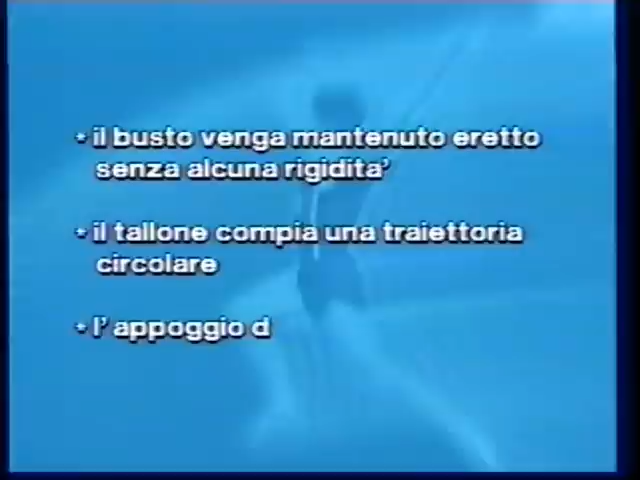 * il busto venga mantenuto eretto
senza alcuna rigidita'
* il tallone compia una traiettoria
circolare
* l' appoggio d